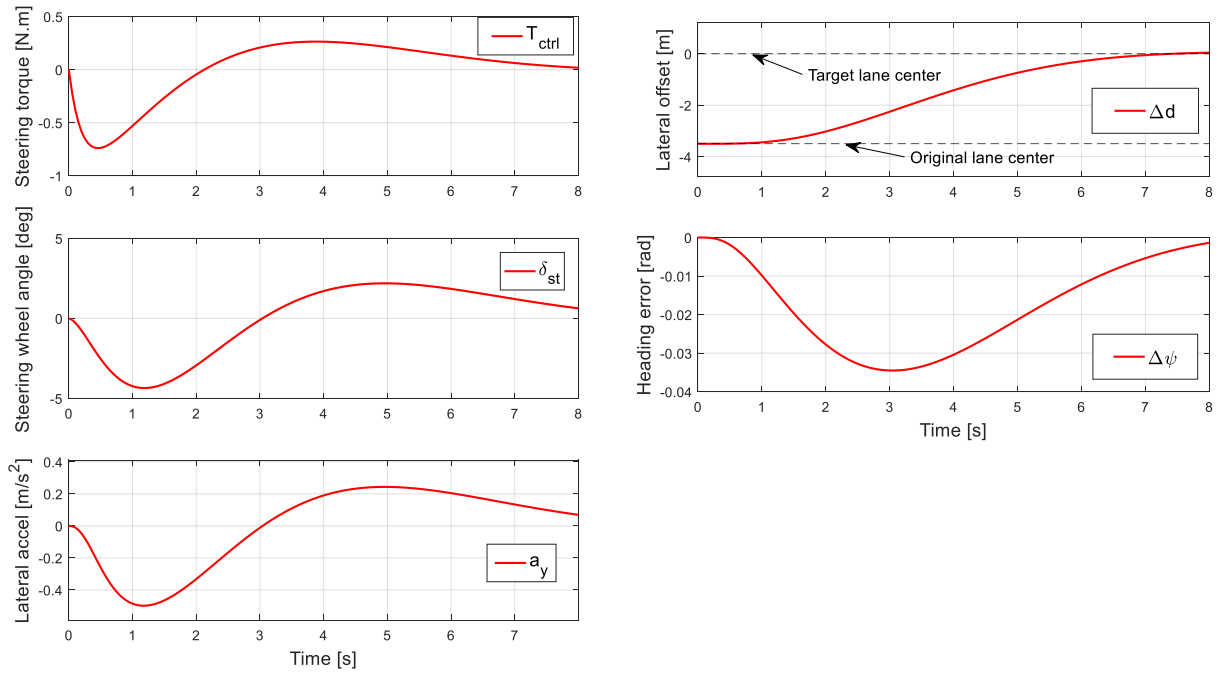 Steering torque [N.m]
0.5
0
-0.5
-1
T_ctrl
0 1 2 3 4 5 6 7 8
Steering wheel angle [deg]
5
0
-5
δ_st
0 1 2 3 4 5 6 7 8
Lateral accel [m/s²]
0.4
0.2
0
-0.2
-0.4
a_y
0 1 2 3 4 5 6 7
Time [s]
Lateral offset [m]
0
-2
-4
Target lane center
Δd
Original lane center
0 1 2 3 4 5 6 7 8
Heading error [rad]
0
-0.01
-0.02
-0.03
-0.04
Δψ
0 1 2 3 4 5 6 7 8
Time [s]